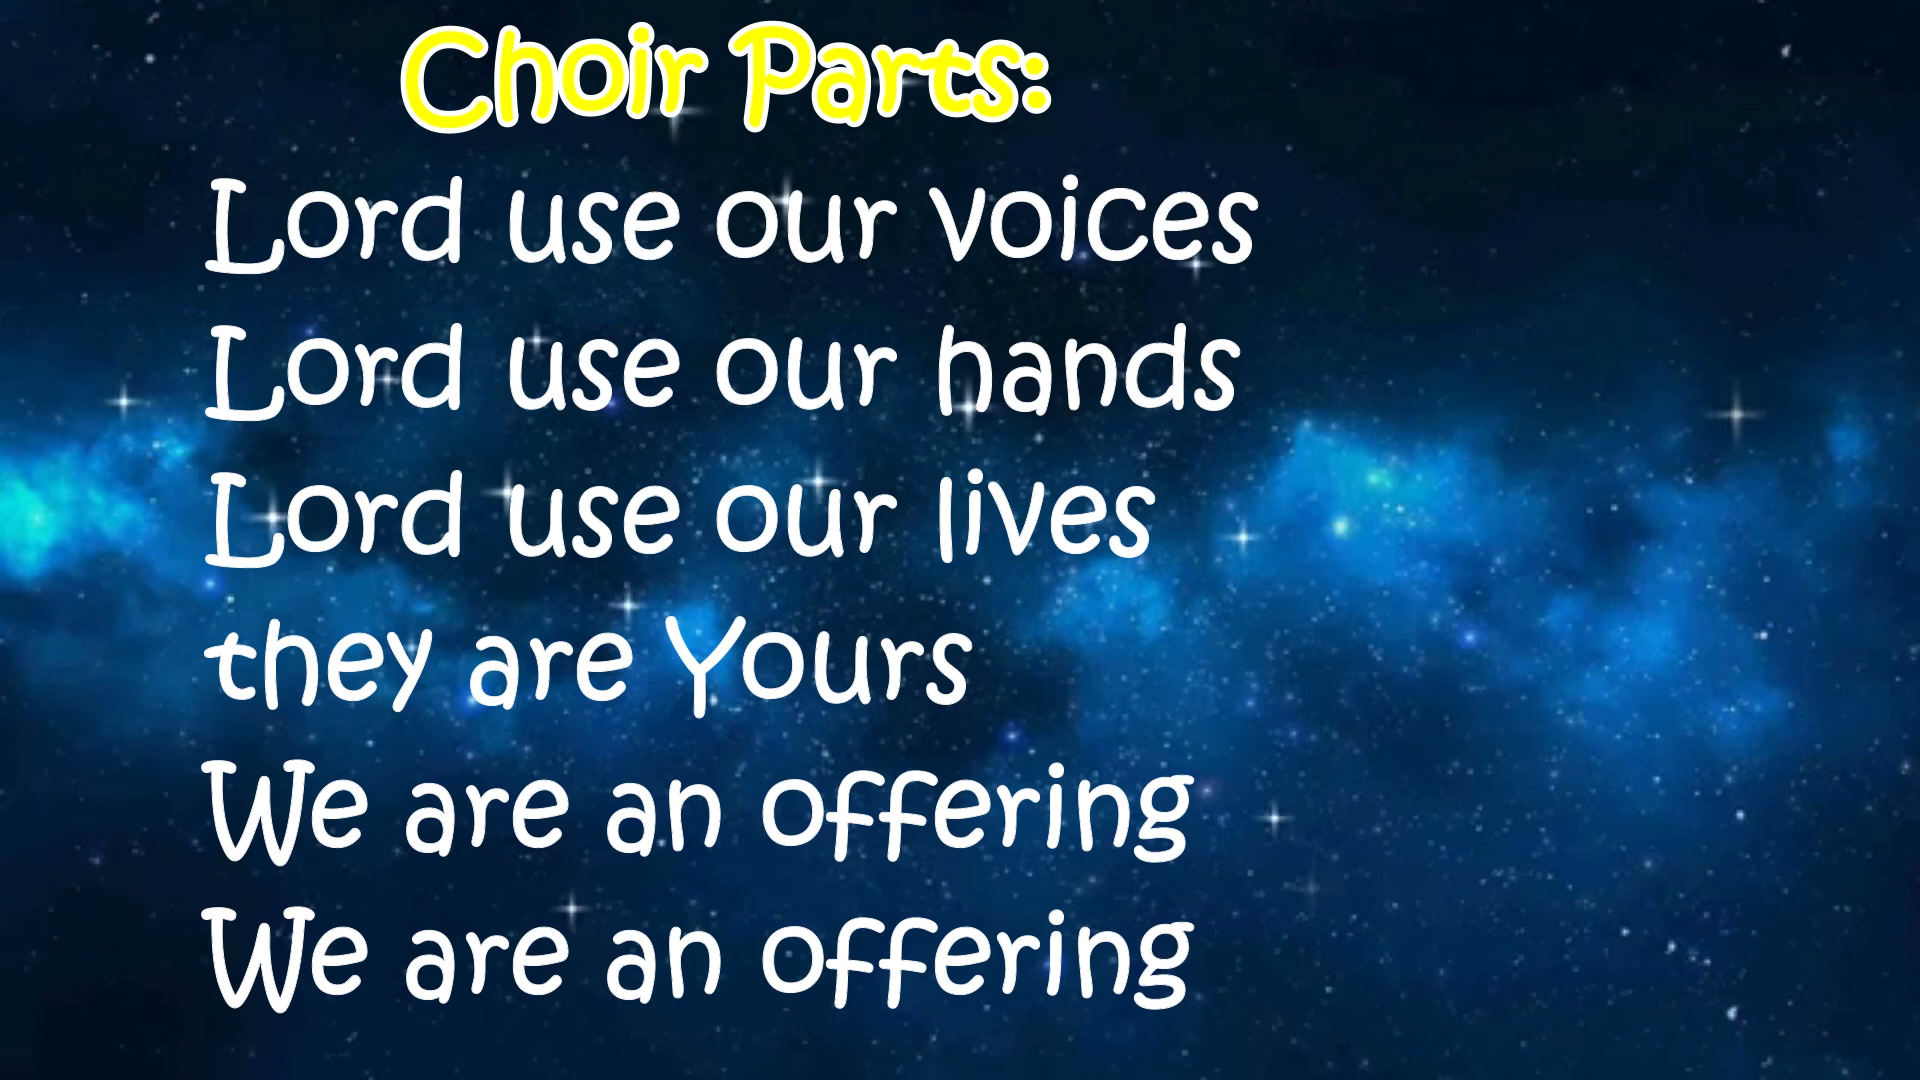 Choir Parts:
Lord use our voices
Lord use our hands
Lord use our lives
they are Yours
We are an offering
We are an offering